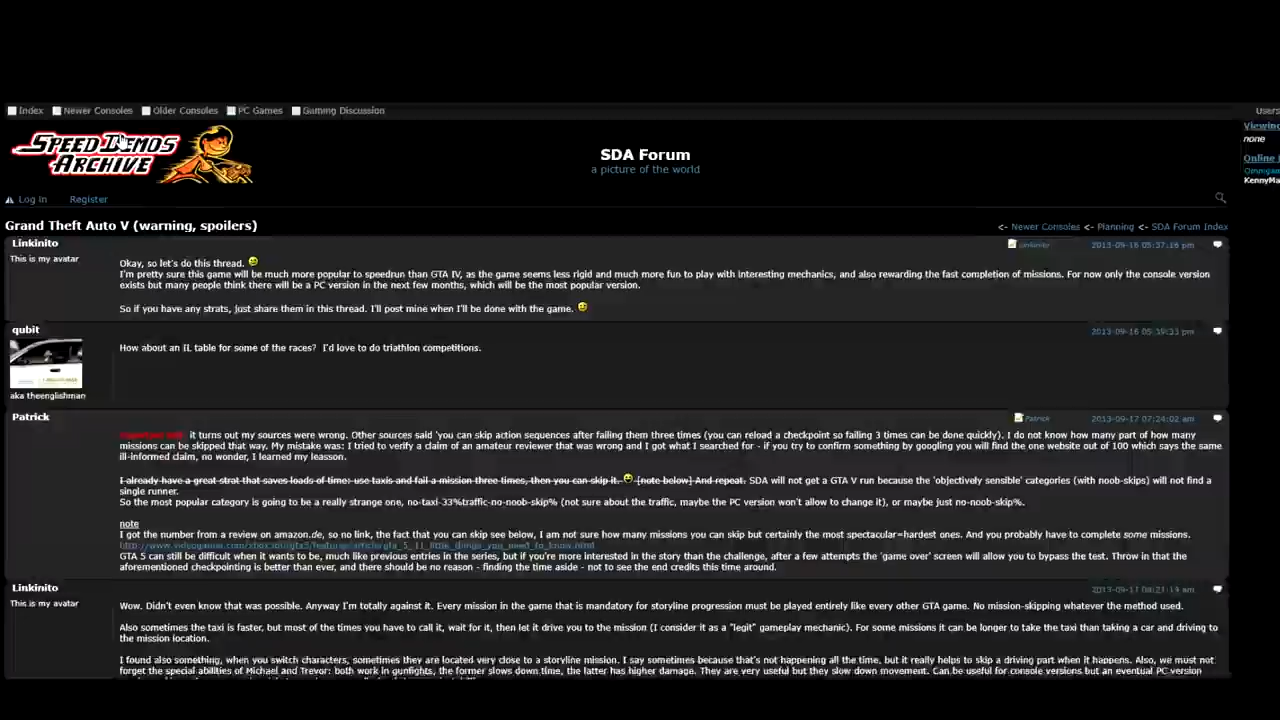 Index Newer Consoles Older Consoles PC Games Gaming Discussion Users
SPEED DEMOS
ARCHIVE
SDA Forum
a picture of the world
Viewing
none
Online
KennyMa
Log In Register
Grand Theft Auto V (warning, spoilers) <- Newer Consoles <- Planning <- SDA Forum Index
Linkinito Linkinito 2013-09-16 05:37:16 pm
This is my avatar
Okay, so let's do this thread.
I'm pretty sure this game will be much more popular to speedrun than GTA IV, as the game seems less rigid and much more fun to play with interesting mechanics, and also rewarding the fast completion of missions. For now only the console version
exists but many people think there will be a PC version in the next few months, which will be the most popular version.
So if you have any strats, just share them in this thread. I'll post mine when I'll be done with the game.
qubit 2013-09-16 05:39:33 pm
How about an IL table for some of the races? I'd love to do triathlon competitions.
aka theenglishman
Patrick Patrick 2013-09-17 07:24:02 am
it turns out my sources were wrong. Other sources said 'you can skip action sequences after failing them three times (you can reload a checkpoint so failing 3 times can be done quickly). I do not know how many part of how many
missions can be skipped that way. My mistake was: I tried to verify a claim of an amateur reviewer that was wrong and I got what I searched for - if you try to confirm something by googling you will find the one website out of 100 which says the same
ill-informed claim, no wonder, I learned my leasson.
I already have a great strat that saves loads of time: use taxis and fail a mission three times, then you can skip it. [note below] And repeat. SDA will not get a GTA V run because the 'objectively sensible' categories (with noob-skips) will not find a
single runner.
So the most popular category is going to be a really strange one, no-taxi-33%traffic-no-noob-skip% (not sure about the traffic, maybe the PC version won't allow to change it), or maybe just no-noob-skip%.
note
I got the number from a review on amazon.de, so no link, the fact that you can skip see below, I am not sure how many missions you can skip but certainly the most spectacular=hardest ones. And you probably have to complete some missions.
GTA 5 can still be difficult when it wants to be, much like previous entries in the series, but if you're more interested in the story than the challenge, after a few attempts the 'game over' screen will allow you to bypass the test. Throw in that the
aforementioned checkpointing is better than ever, and there should be no reason - finding the time aside - not to see the end credits this time around.
Linkinito
This is my avatar
Wow. Didn't even know that was possible. Anyway I'm totally against it. Every mission in the game that is mandatory for storyline progression must be played entirely like every other GTA game. No mission-skipping whatever the method used.
Also sometimes the taxi is faster, but most of the times you have to call it, wait for it, then let it drive you to the mission (I consider it as a "legit" gameplay mechanic). For some missions it can be longer to take the taxi than taking a car and driving to
the mission location.
I found also something, when you switch characters, sometimes they are located very close to a storyline mission. I say sometimes because that's not happening all the time, but it really helps to skip a driving part when it happens. Also, we must not
forget the special abilities of Michael and Trevor: both work in gunfights, the former slows down time, the latter has higher damage. They are very useful but they slow down movement. Can be useful for console versions but an eventual PC version